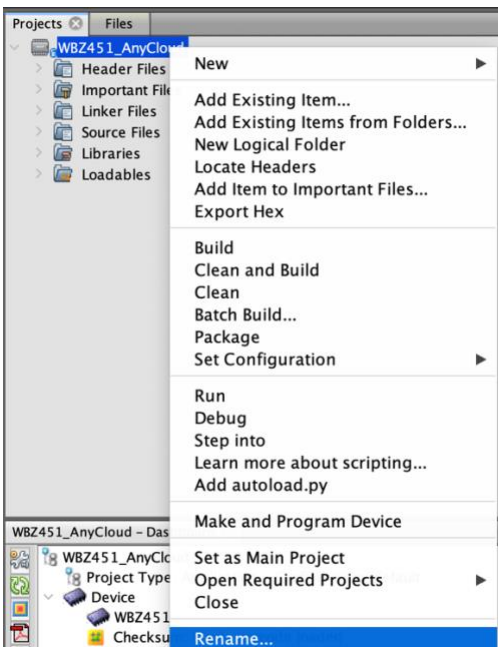 Projects
Files
WBZ451_AnyCloud
Header Files
Important File
Linker Files
Source Files
Libraries
Loadables
New
Add Existing Item...
Add Existing Items from Folders...
New Logical Folder
Locate Headers
Add Item to Important Files...
Export Hex
Build
Clean and Build
Clean
Batch Build...
Package
Set Configuration
Run
Debug
Step into
Learn more about scripting...
Add autoload.py
Make and Program Device
Set as Main Project
Open Required Projects
Close
Rename...
WBZ451_AnyCloud – Das
WBZ451_AnyClo
Project Type
Device
WBZ451
Checksu